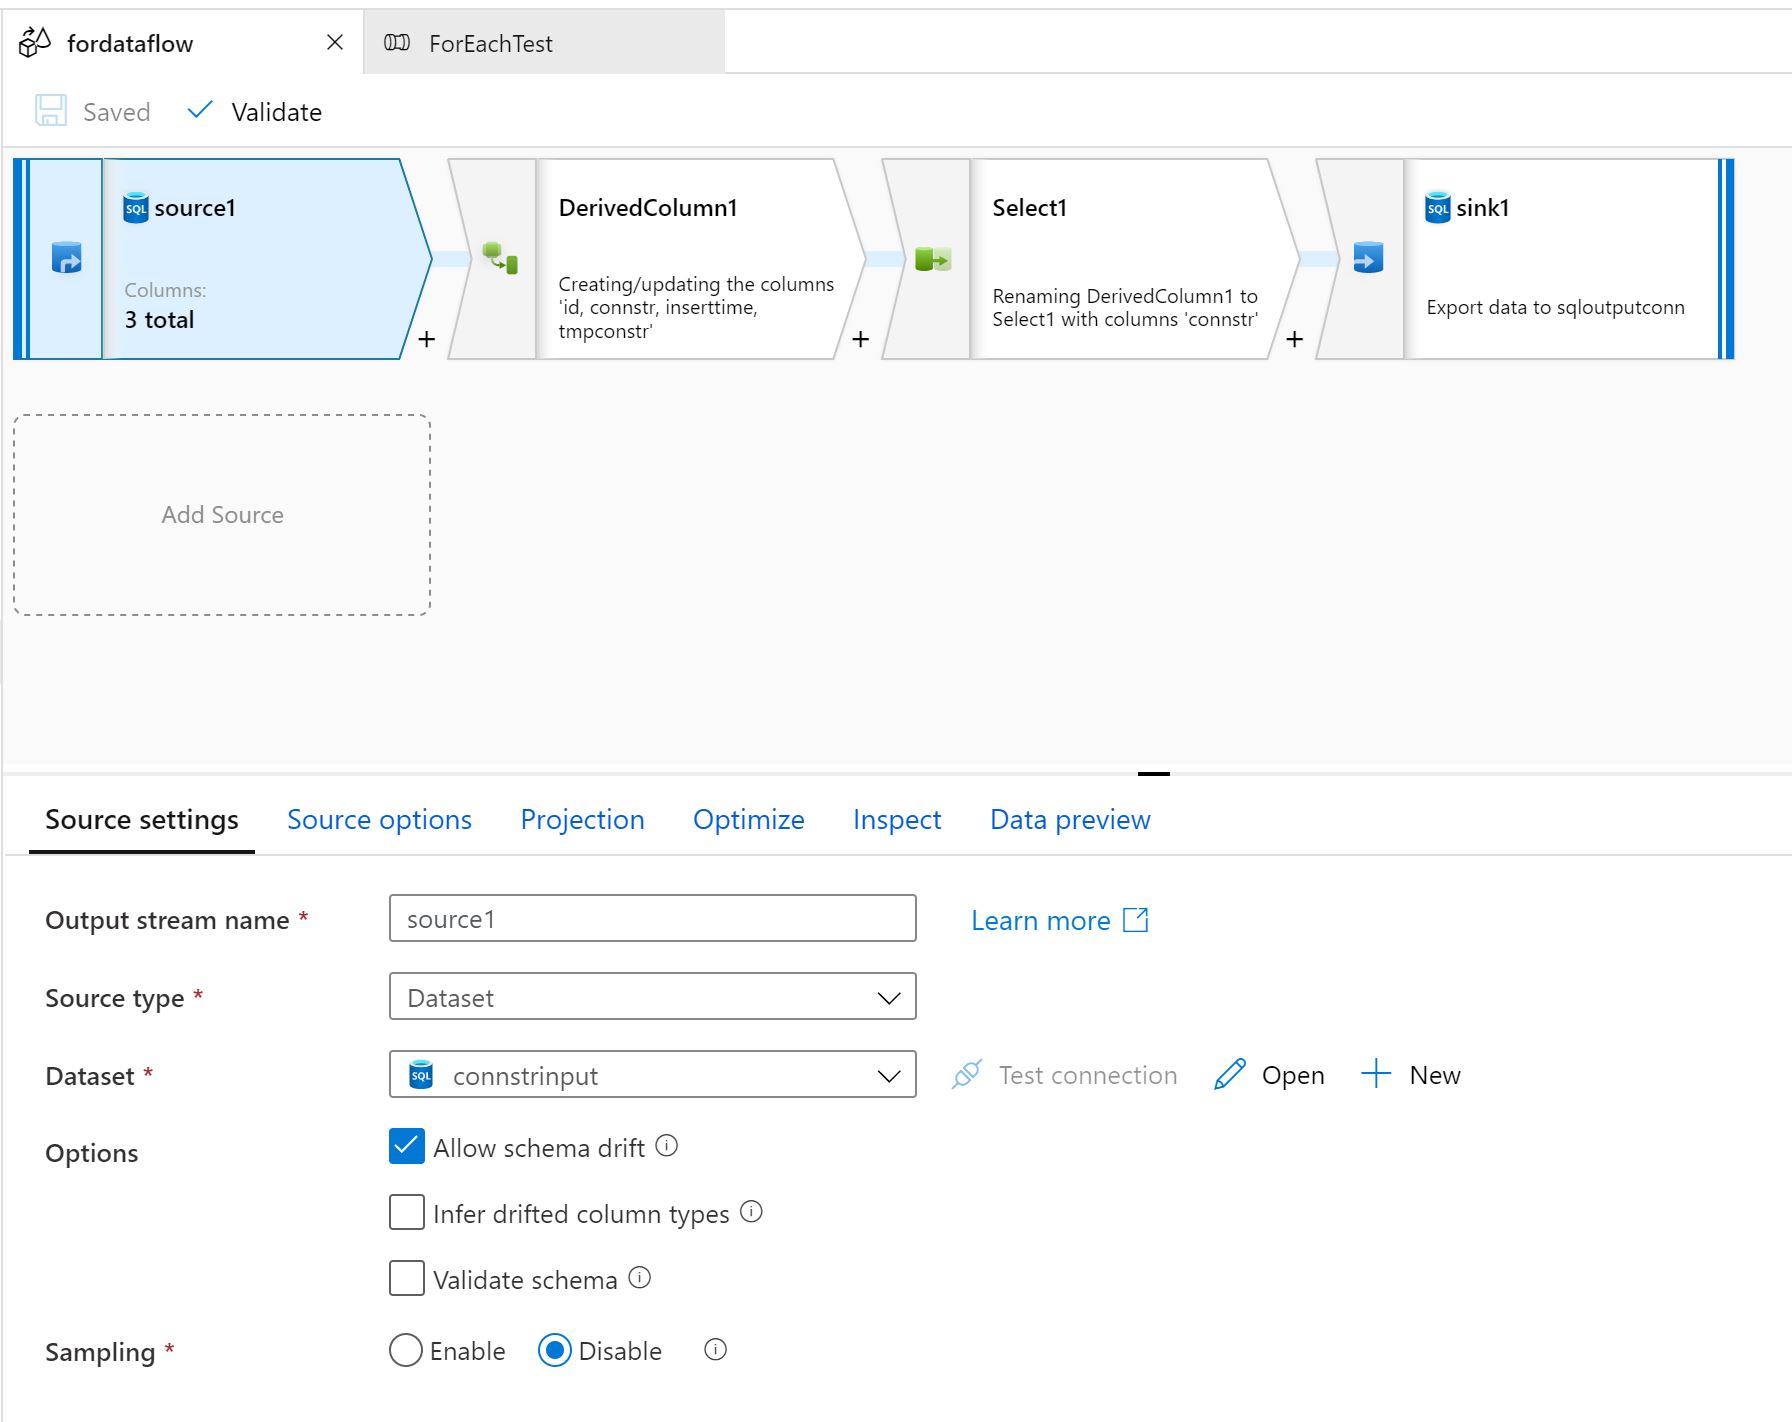 fordataflow
ForEachTest
Saved
Validate
SQL source1
Columns:
3 total
+
DerivedColumn1
Creating/updating the columns
'id, connstr, inserttime,
tmpconstr'
+
Select1
Renaming DerivedColumn1 to
Select1 with columns 'connstr'
+
SQL sink1
Export data to sqloutputconn
Add Source
Source settings
Source options
Projection
Optimize
Inspect
Data preview
Output stream name *
source1
Learn more
Source type *
Dataset
Dataset *
SQL connstrinput
Test connection
Open
New
Options
Allow schema drift
Infer drifted column types
Validate schema
Sampling *
Enable
Disable